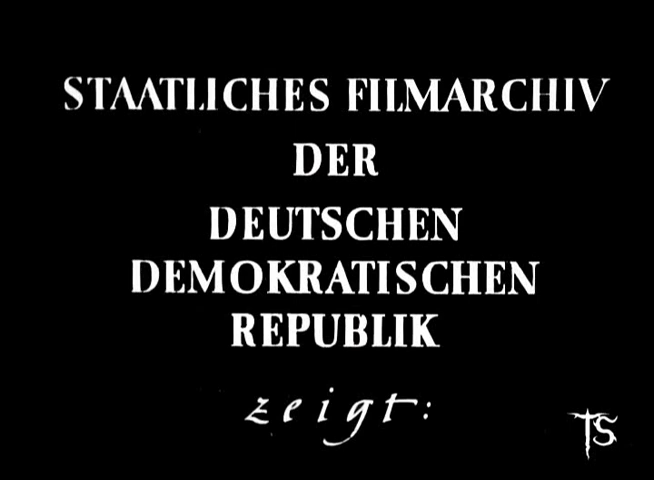 STAATLICHES FILMARCHIV
DER
DEUTSCHEN
DEMOKRATISCHEN
REPUBLIK
zeigt:
TS